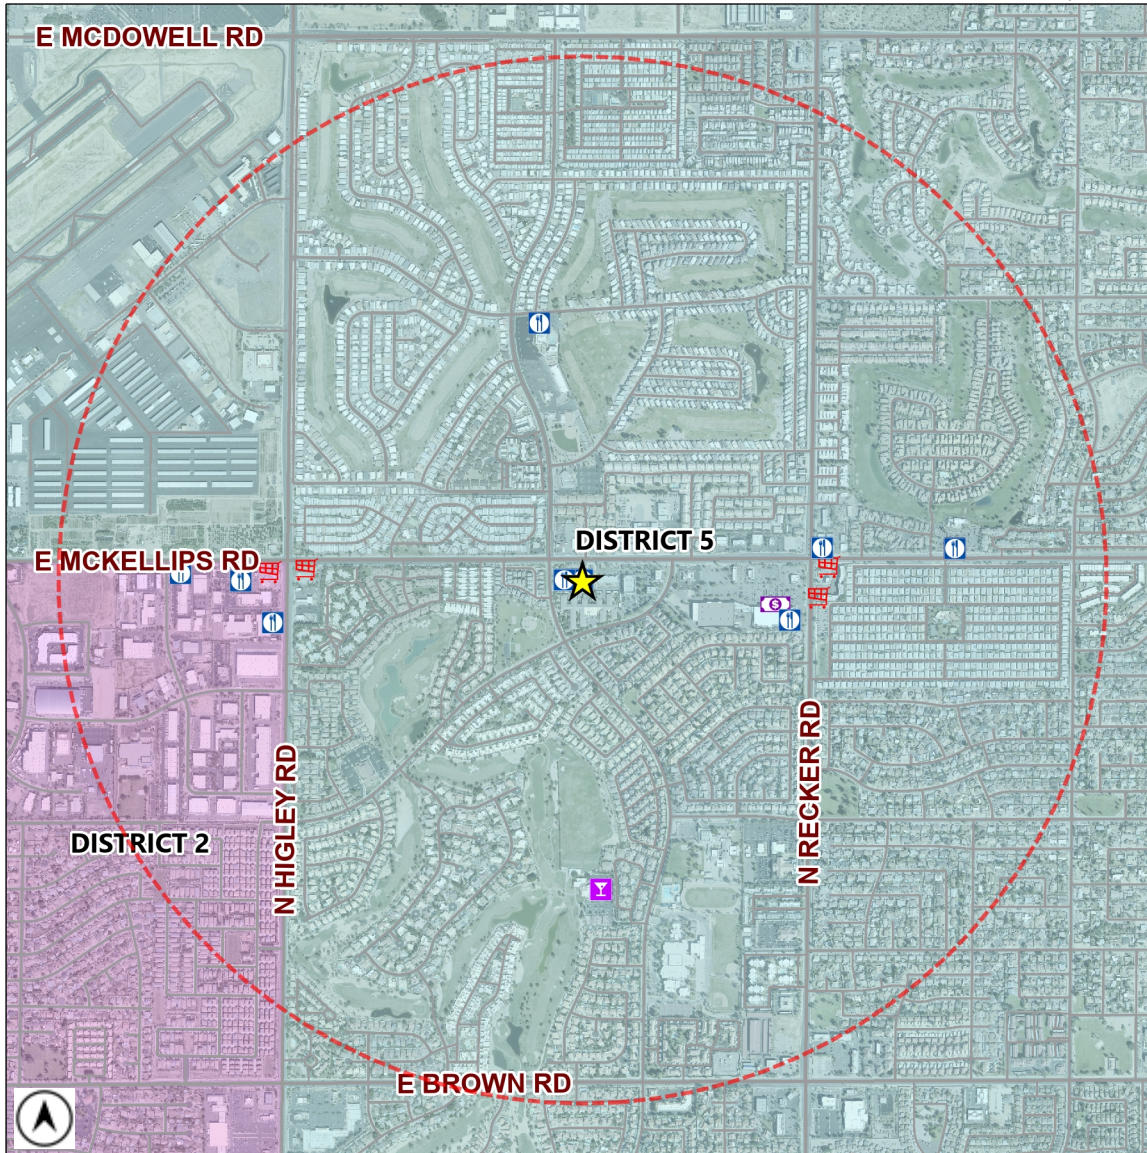 E MCDOWELL RD
DISTRICT 5
E MCKELLIPS RD
N HIGLEY RD
N RECKER RD
DISTRICT 2
$
E BROWN RD